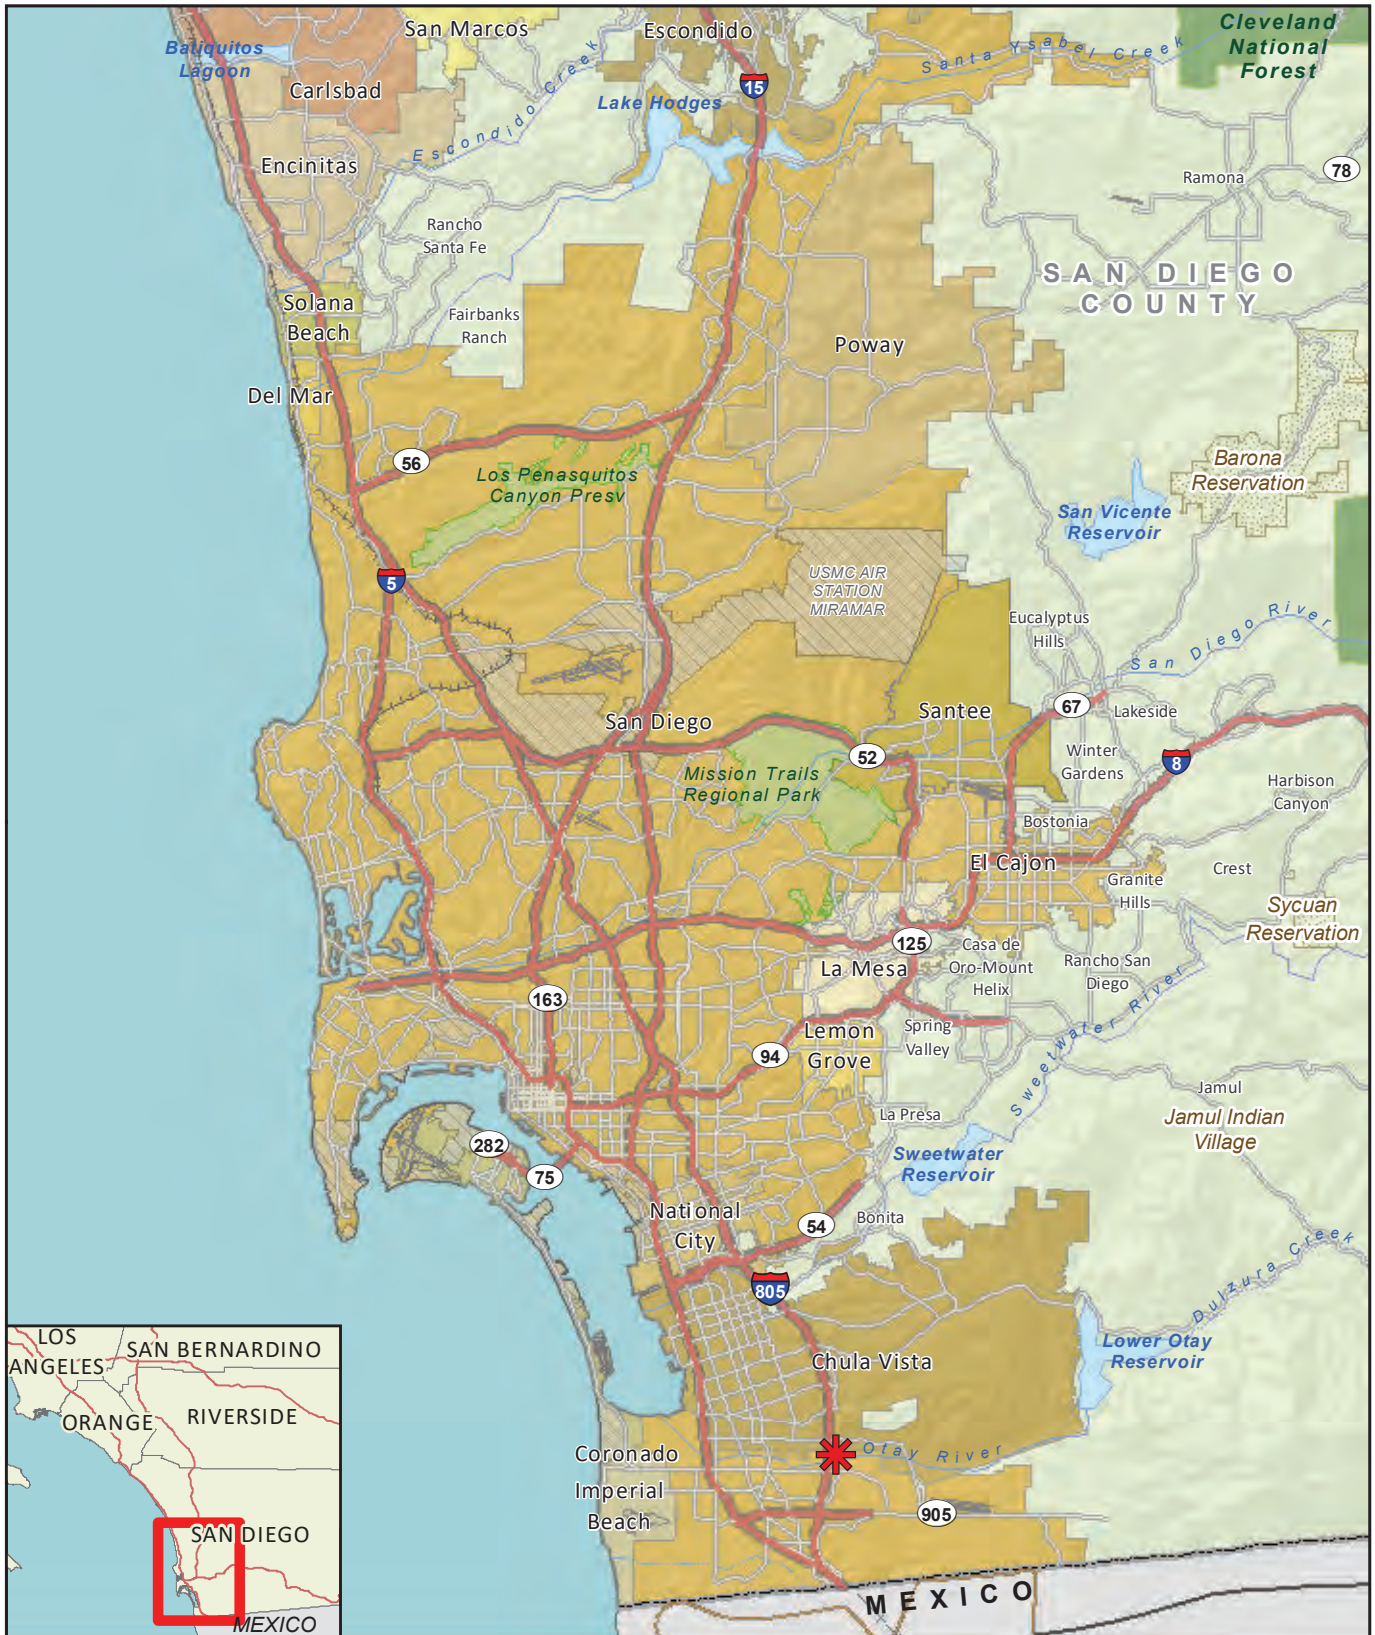 San Marcos
Escondido
Cleveland
National
Forest
Batiquitos
Lagoon
Carlsbad
Escondido Creek
Lake Hodges
15
Santa Ysabel Creek
Encinitas
78
Ramona
Rancho
Santa Fe
SAN DIEGO
COUNTY
Solana
Beach
Fairbanks
Ranch
Poway
Del Mar
56
Los Penasquitos
Canyon Presv
Barona
Reservation
San Vicente
Reservoir
5
USMC AIR
STATION
MIRAMAR
Eucalyptus
Hills
San Diego River
San Diego
Santee
67
Lakeside
52
Winter
Gardens
8
Mission Trails
Regional Park
Harbison
Canyon
Bostonia
El Cajon
Granite
Hills
Crest
Sycuan
Reservation
125
Casa de
Oro-Mount
Helix
La Mesa
Rancho San
Diego
163
Lemon
Grove
Spring
Valley
94
Sweetwater River
Jamul
La Presa
Jamul Indian
Village
282
75
Sweetwater
Reservoir
National
City
54
Bonita
805
Dulzura Creek
Lower Otay
Reservoir
Chula Vista
Otay River
Coronado
Imperial
Beach
905
MEXICO
LOS
ANGELES
SAN BERNARDINO
ORANGE
RIVERSIDE
SAN DIEGO
MEXICO